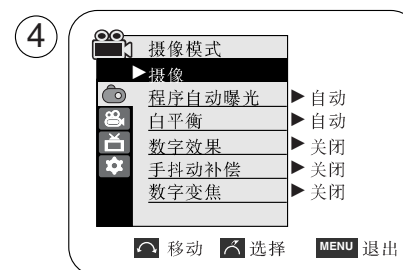 4
摄像模式
摄像
程序自动曝光 自动
白平衡 自动
数字效果 关闭
手抖动补偿 关闭
数字变焦 关闭
移动 选择 MENU 退出